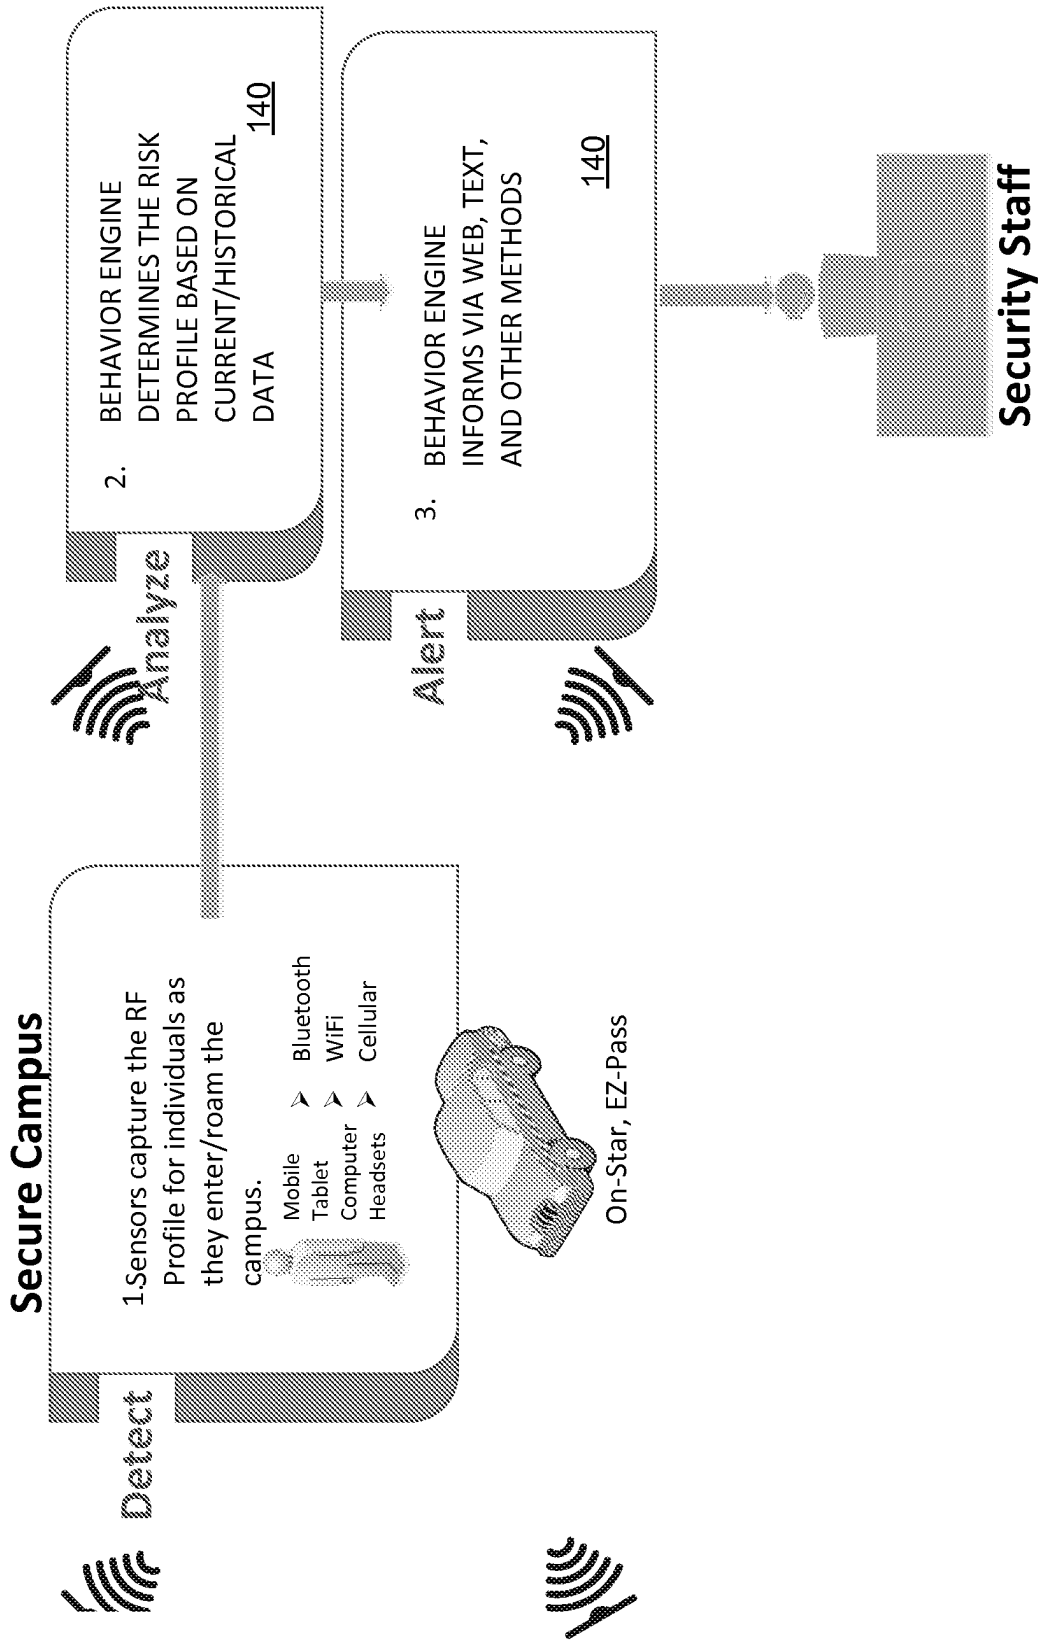 Secure Campus
Detect
1.Sensors capture the RF
Profile for individuals as
they enter/roam the
campus.
Mobile
Tablet
Computer
Headsets
➢ Bluetooth
➢ WiFi
➢ Cellular
On-Star, EZ-Pass
Analyze
2. BEHAVIOR ENGINE
DETERMINES THE RISK
PROFILE BASED ON
CURRENT/HISTORICAL
DATA
140
Alert
3. BEHAVIOR ENGINE
INFORMS VIA WEB, TEXT,
AND OTHER METHODS
140
Security Staff